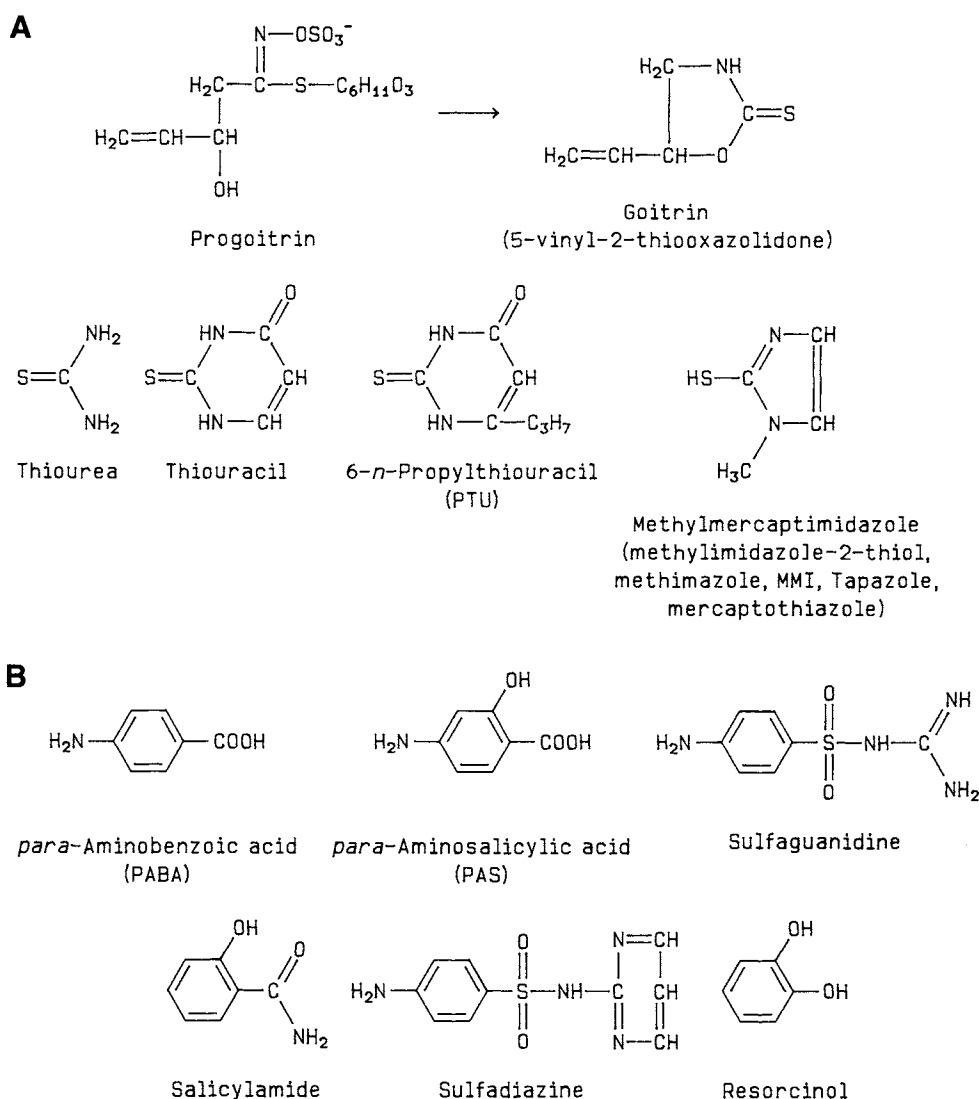 A
N—OSO₃⁻
H₂C—C—S—C₆H₁₁O₃
H₂C=CH—CH
OH
Progoitrin
H₂C—NH
C=S
H₂C=CH—CH—O
Goitrin
(5-vinyl-2-thiooxazolidone)
NH₂
S=C
NH₂
Thiourea
O
HN—C
S=C CH
HN—CH
Thiouracil
O
HN—C
S=C CH
HN—C—C₃H₇
6-n-Propylthiouracil
(PTU)
N—CH
HS—C
N—CH
H₃C
Methylmercaptimidazole
(methylimidazole-2-thiol,
methimazole, MMI, Tapazole,
mercaptothiazole)
B
H₂N COOH
para-Aminobenzoic acid
(PABA)
OH
H₂N COOH
para-Aminosalicylic acid
(PAS)
O NH
H₂N S—NH—C
O NH₂
Sulfaguanidine
OH O
C
NH₂
Salicylamide
O N=CH
H₂N S—NH—C CH
O N—CH
Sulfadiazine
OH
OH
Resorcinol